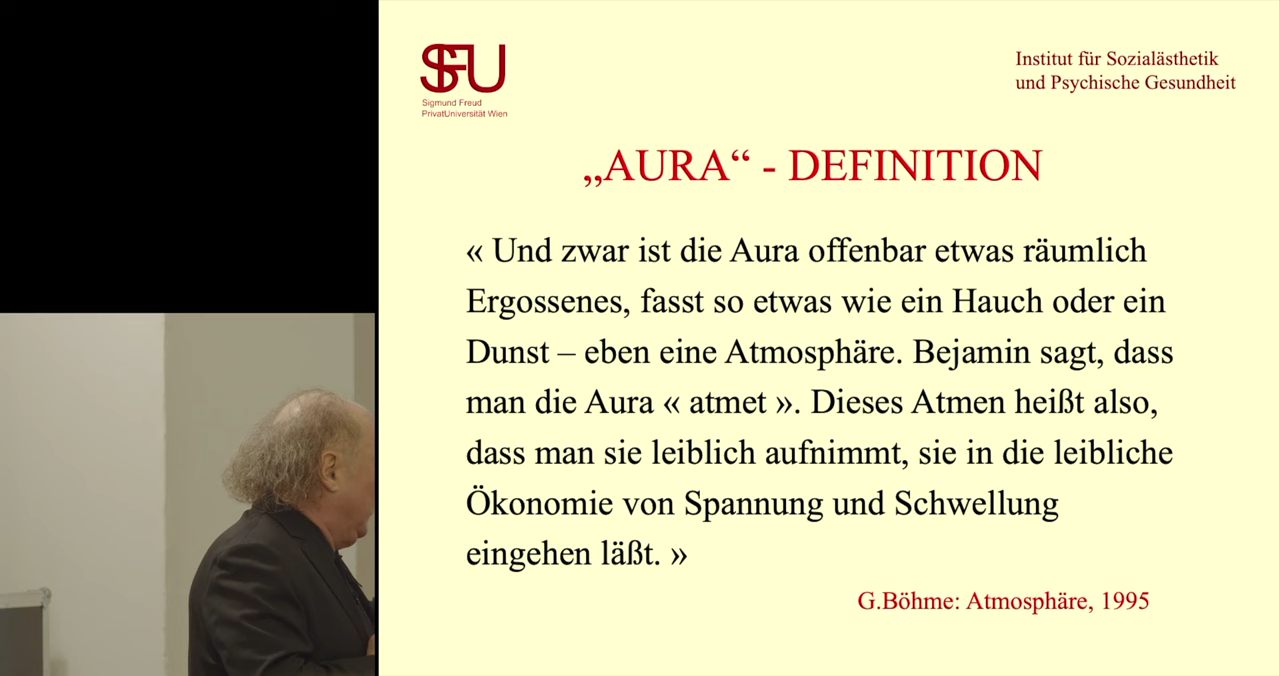 SFU
Sigmund Freud
PrivatUniversität Wien
Institut für Sozialästhetik
und Psychische Gesundheit
„AURA“ - DEFINITION
« Und zwar ist die Aura offenbar etwas räumlich
Ergossenes, fasst so etwas wie ein Hauch oder ein
Dunst – eben eine Atmosphäre. Bejamin sagt, dass
man die Aura « atmet ». Dieses Atmen heißt also,
dass man sie leiblich aufnimmt, sie in die leibliche
Ökonomie von Spannung und Schwellung
eingehen läßt. »
G.Böhme: Atmosphäre, 1995